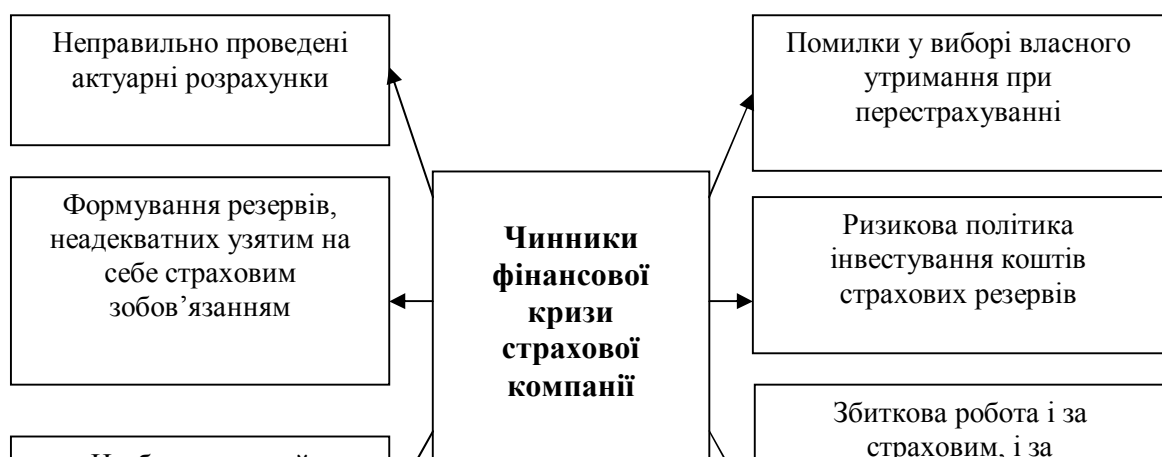 Неправильно проведені
актуарні розрахунки
Помилки у виборі власного
утримання при
перестрахуванні
Формування резервів,
неадекватних узятим на
себе страховим
зобов’язанням
Чинники
фінансової
кризи
страхової
компанії
Ризикова політика
інвестування коштів
страхових резервів
Збиткова робота і за
страховим, і за